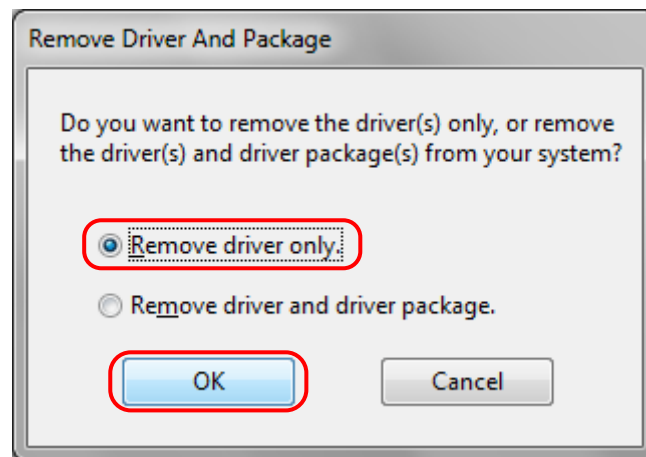 Remove Driver And Package
Do you want to remove the driver(s) only, or remove
the driver(s) and driver package(s) from your system?
Remove driver only.
Remove driver and driver package.
OK
Cancel